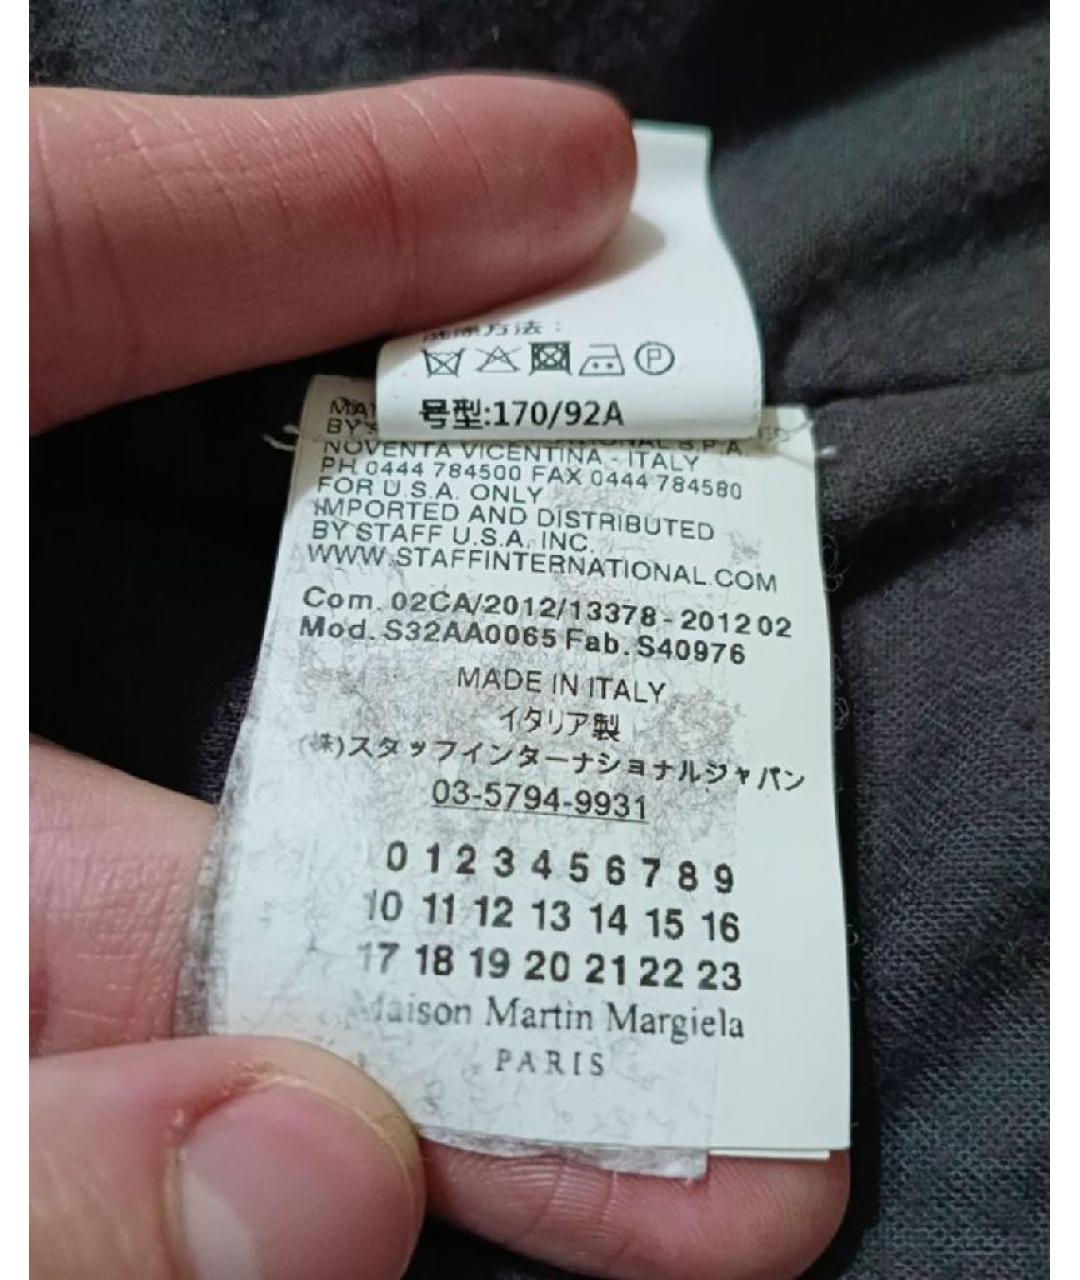 方法：
号型:170/92A
NOVENTA VICENTINA - ITALY
PH. 0444 784500 FAX 0444 784580
FOR U.S.A. ONLY
IMPORTED AND DISTRIBUTED
BY STAFF U.S.A. INC.
WWW.STAFFINTERNATIONAL.COM
Com. 02CA/2012/13378 - 2012 02
Mod. S32AA0065 Fab. S40976
MADE IN ITALY
イタリア製
(株)スタッフインターナショナルジャパン
03-5794-9931
0 1 2 3 4 5 6 7 8 9
10 11 12 13 14 15 16
17 18 19 20 21 22 23
Maison Martin Margiela
PARIS